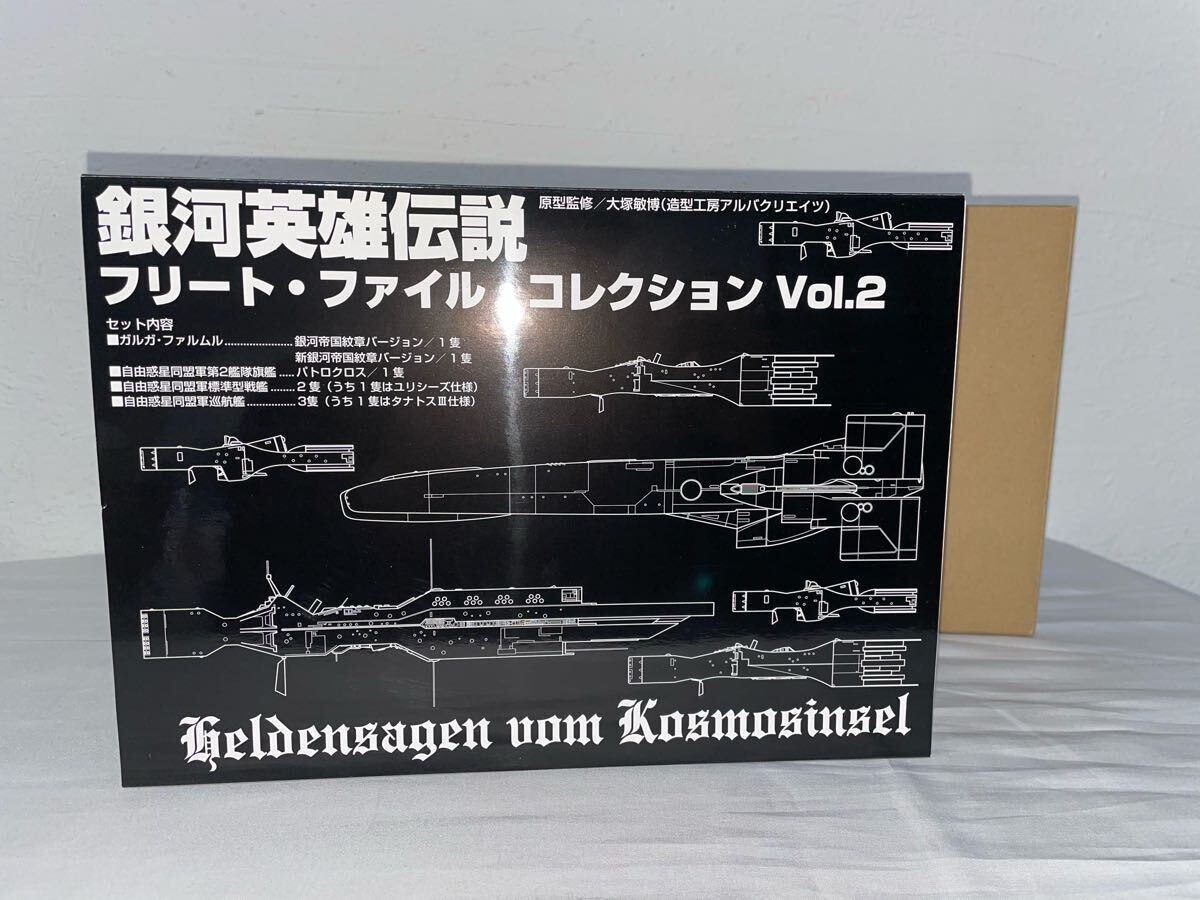 銀河英雄伝説
原型監修／大塚敏博(造型工房アルバクリエイツ)
フリート・ファイル・コレクション Vol.2
セット内容
■ガルガ・ファルムル......................銀河帝国紋章バージョン／１隻
新銀河帝国紋章バージョン／１隻
■自由惑星同盟軍第2艦隊旗艦.....パトロクロス／１隻
■自由惑星同盟軍標準型戦艦........２隻（うち１隻はユリシーズ仕様）
■自由惑星同盟軍巡航艦................３隻（うち１隻はタナトスⅢ仕様）
Heldensagen vom Kosmosinsel